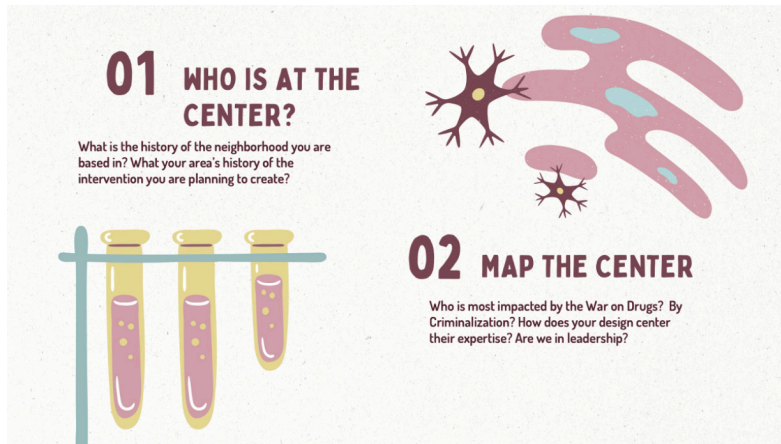 01
WHO IS AT THE
CENTER?
What is the history of the neighborhood you are
based in? What your area's history of the
intervention you are planning to create?
02
MAP THE CENTER
Who is most impacted by the War on Drugs? By
Criminalization? How does your design center
their expertise? Are we in leadership?